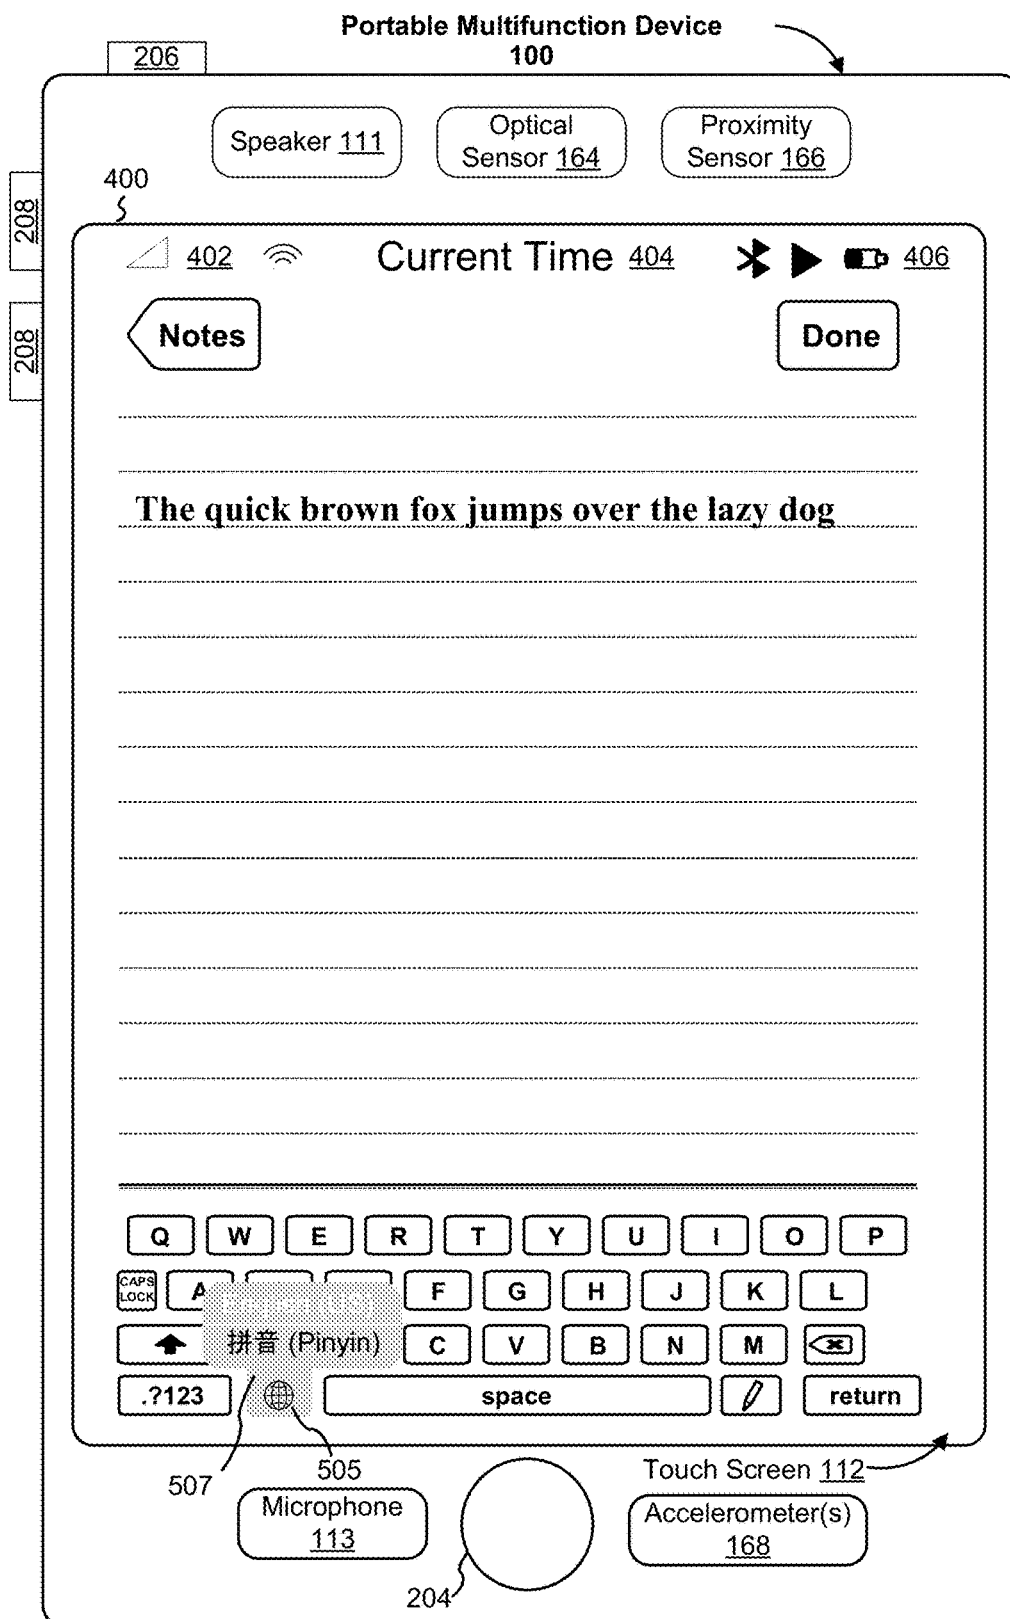 Portable Multifunction Device
100
206
Speaker 111
Optical
Sensor 164
Proximity
Sensor 166
208
400
402
Current Time 404
406
208
Notes
Done
The quick brown fox jumps over the lazy dog
Q W E R T Y U I O P
CAPS
LOCK
A F G H J K L
拼音 (Pinyin) C V B N M
.?123 space return
507
505
Touch Screen 112
Microphone
113
Accelerometer(s)
168
204